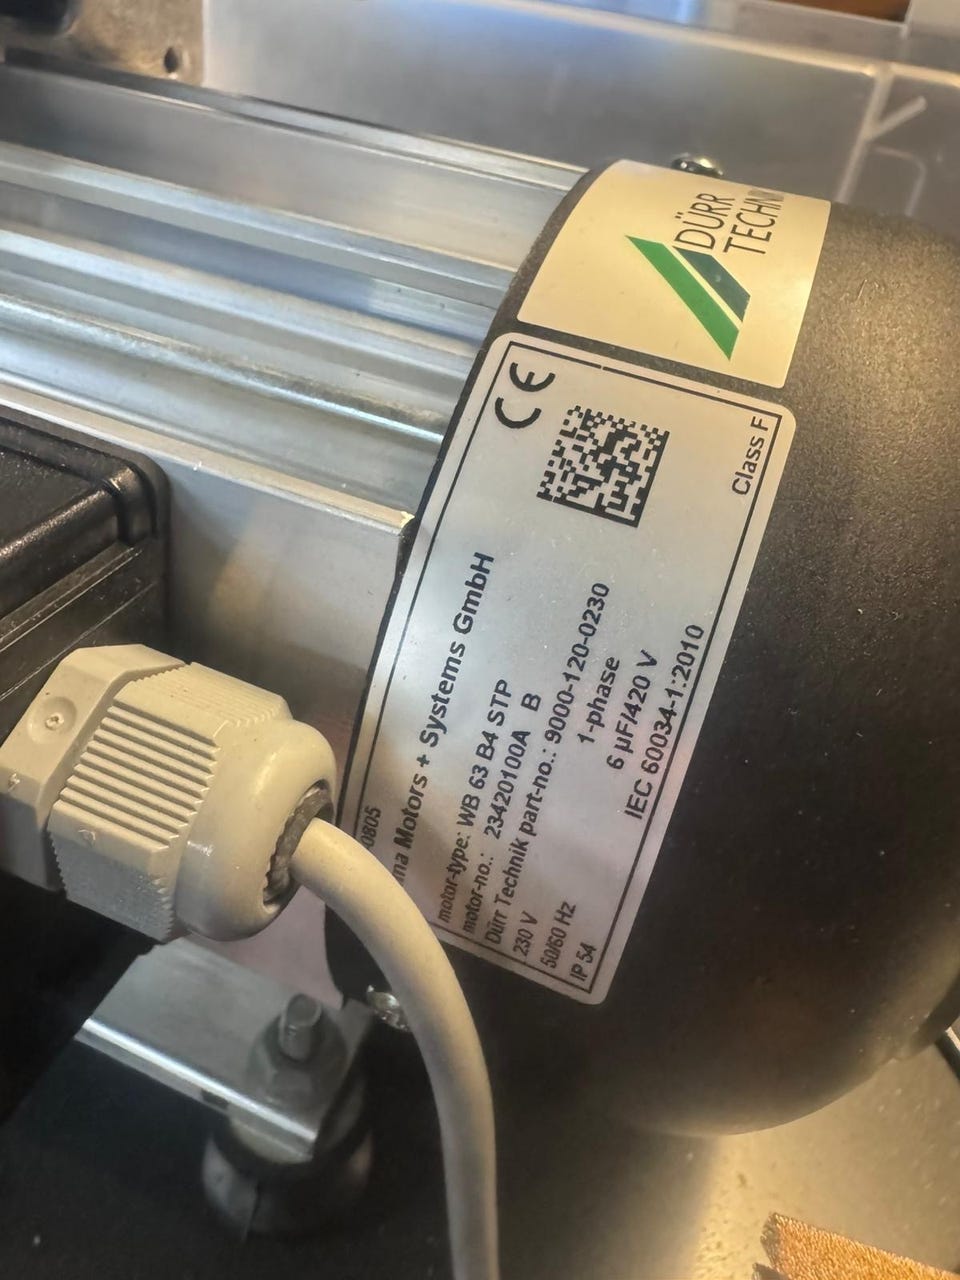 DÜRR
TECHNIK
CE
Class F
0805
ma Motors + Systems GmbH
motor-type: WB 63 B4 STP
motor-no.: 23420100A B
Dürr Technik part-no.: 9000-120-0230
230 V 1-phase
50/60 Hz 6 µF/420 V
IP 54 IEC 60034-1:2010